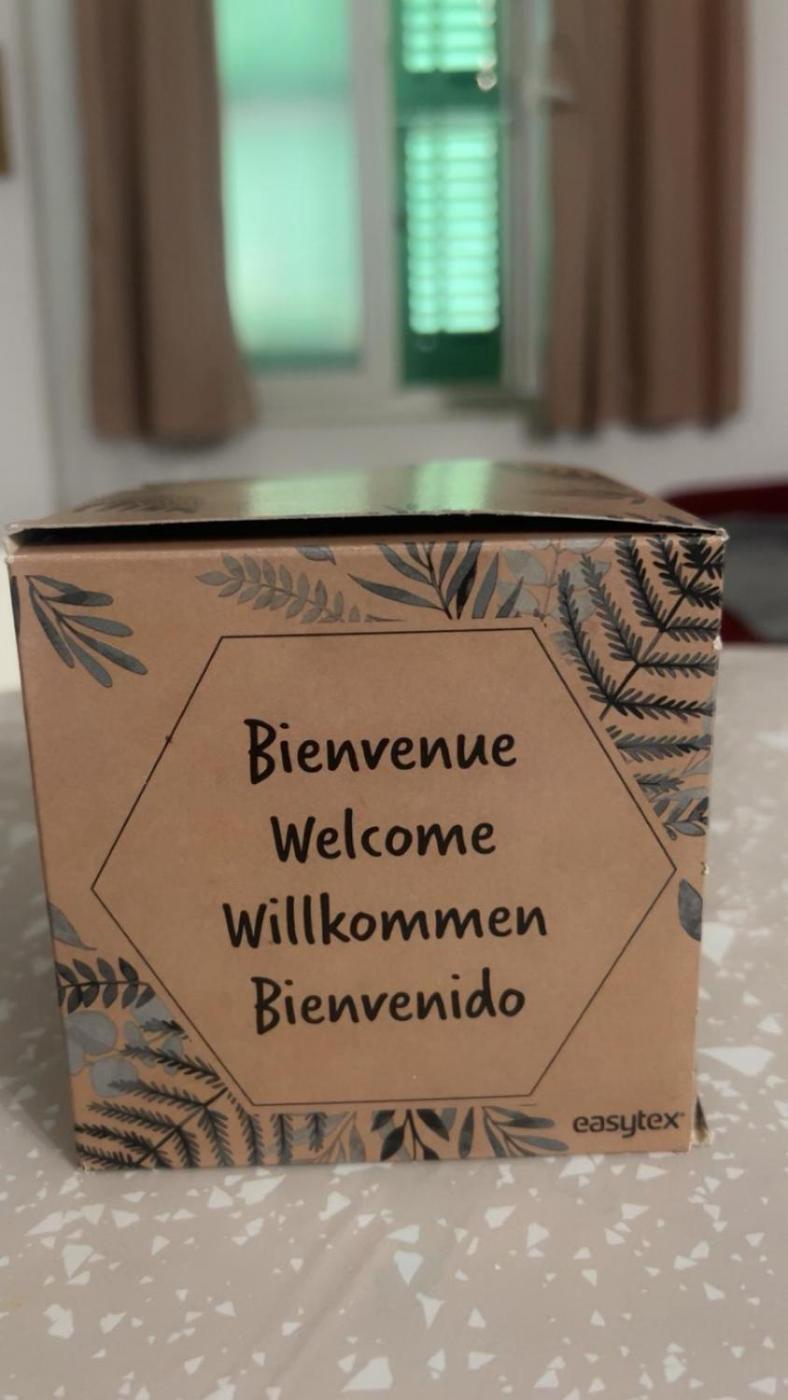 Bienvenue
Welcome
Willkommen
Bienvenido
easytex